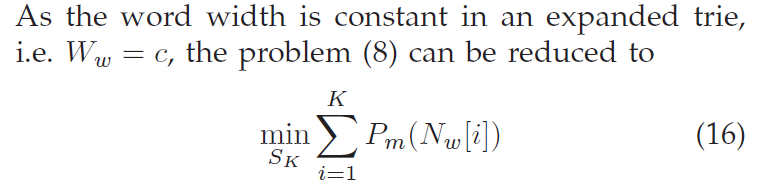 As the word width is constant in an expanded trie,
i.e. $W_w = c$, the problem (8) can be reduced to
$$\min_{S_K} \sum_{i=1}^{K} P_m(N_w[i])$$ (16)